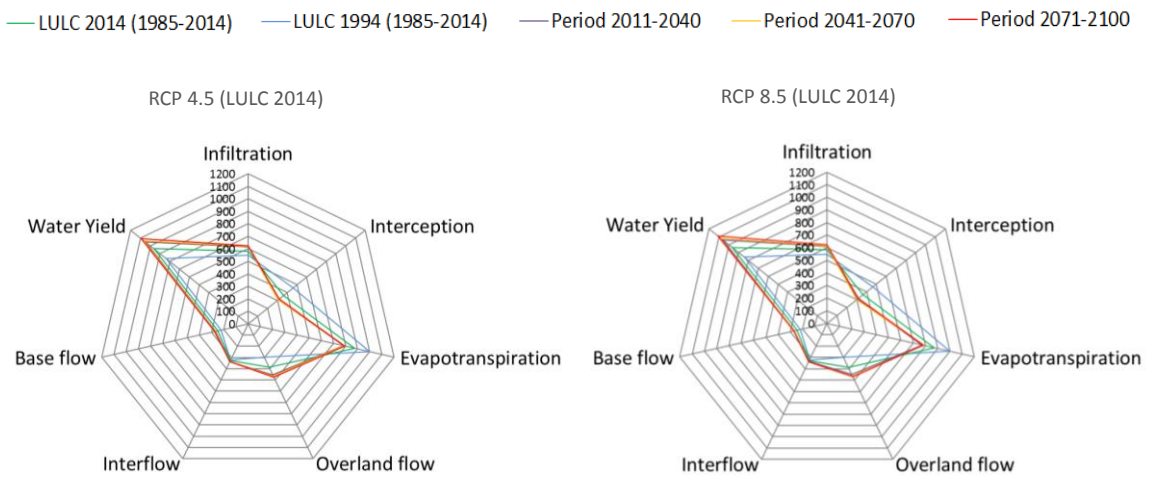 LULC 2014 (1985-2014) LULC 1994 (1985-2014) Period 2011-2040 Period 2041-2070 Period 2071-2100
RCP 4.5 (LULC 2014)
Infiltration
1200
1100
1000
900
800
700
600
500
400
300
200
100
0
Water Yield
Interception
Base flow
Evapotranspiration
Interflow
Overland flow
RCP 8.5 (LULC 2014)
Infiltration
1200
1100
1000
900
800
700
600
500
400
300
200
100
0
Water Yield
Interception
Base flow
Evapotranspiration
Interflow
Overland flow